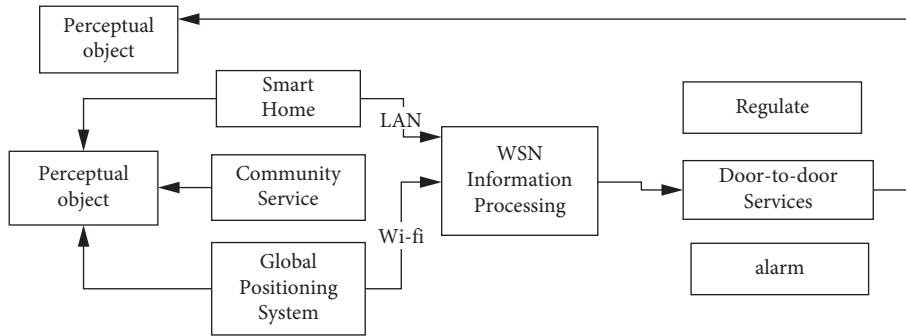 Perceptual
object
Smart
Home
LAN
Regulate
Perceptual
object
Community
Service
WSN
Information
Processing
Door-to-door
Services
Wi-fi
Global
Positioning
System
alarm